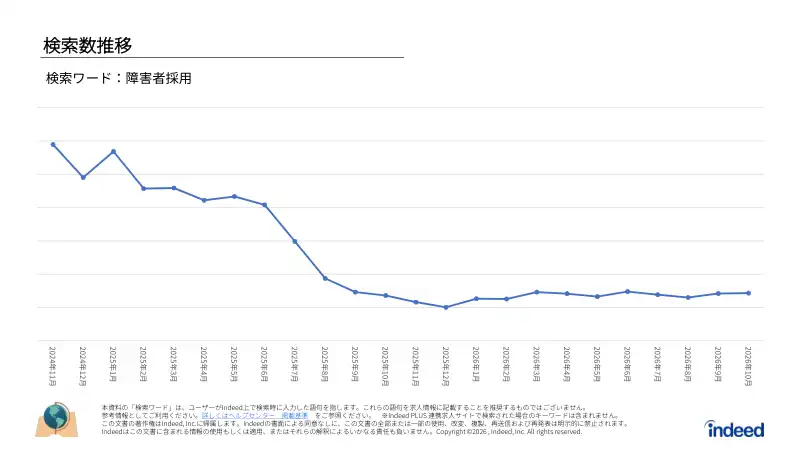 検索数推移
検索ワード：障害者採用
2024年11月
2024年12月
2025年1月
2025年2月
2025年3月
2025年4月
2025年5月
2025年6月
2025年7月
2025年8月
2025年9月
2025年10月
2025年11月
2025年12月
2026年1月
2026年2月
2026年3月
2026年4月
2026年5月
2026年6月
2026年7月
2026年8月
2026年9月
2026年10月
本資料の「検索ワード」は、ユーザーがIndeed上で検索時に入力した語句を指します。これらの語句を求人情報に記載することを推奨するものではございません。
参考情報としてご利用ください。詳しくはヘルプセンター　掲載基準　をご参照ください。　※Indeed PLUS 連携求人サイトで検索された場合のキーワードは含まれません。
この文書の著作権はIndeed, Inc.に帰属します。Indeedの書面による同意なしに、この文書の全部または一部の使用、改変、複製、再送信および再発表は明示的に禁止されます。
Indeedはこの文書に含まれる情報の使用もしくは適用、またはそれらの解釈によるいかなる責任も負いません。Copyright ©2026 , Indeed, Inc. All rights reserved.
indeed